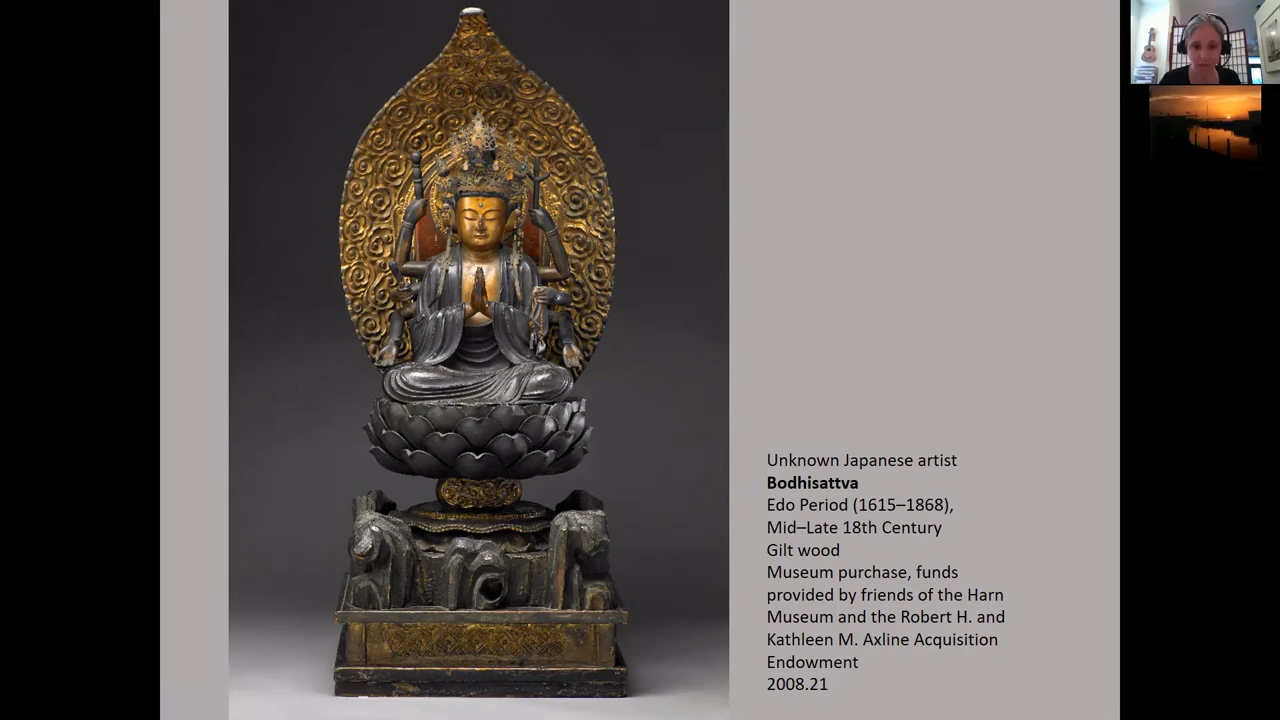 Unknown Japanese artist
Bodhisattva
Edo Period (1615–1868),
Mid–Late 18th Century
Gilt wood
Museum purchase, funds
provided by friends of the Harn
Museum and the Robert H. and
Kathleen M. Axline Acquisition
Endowment
2008.21